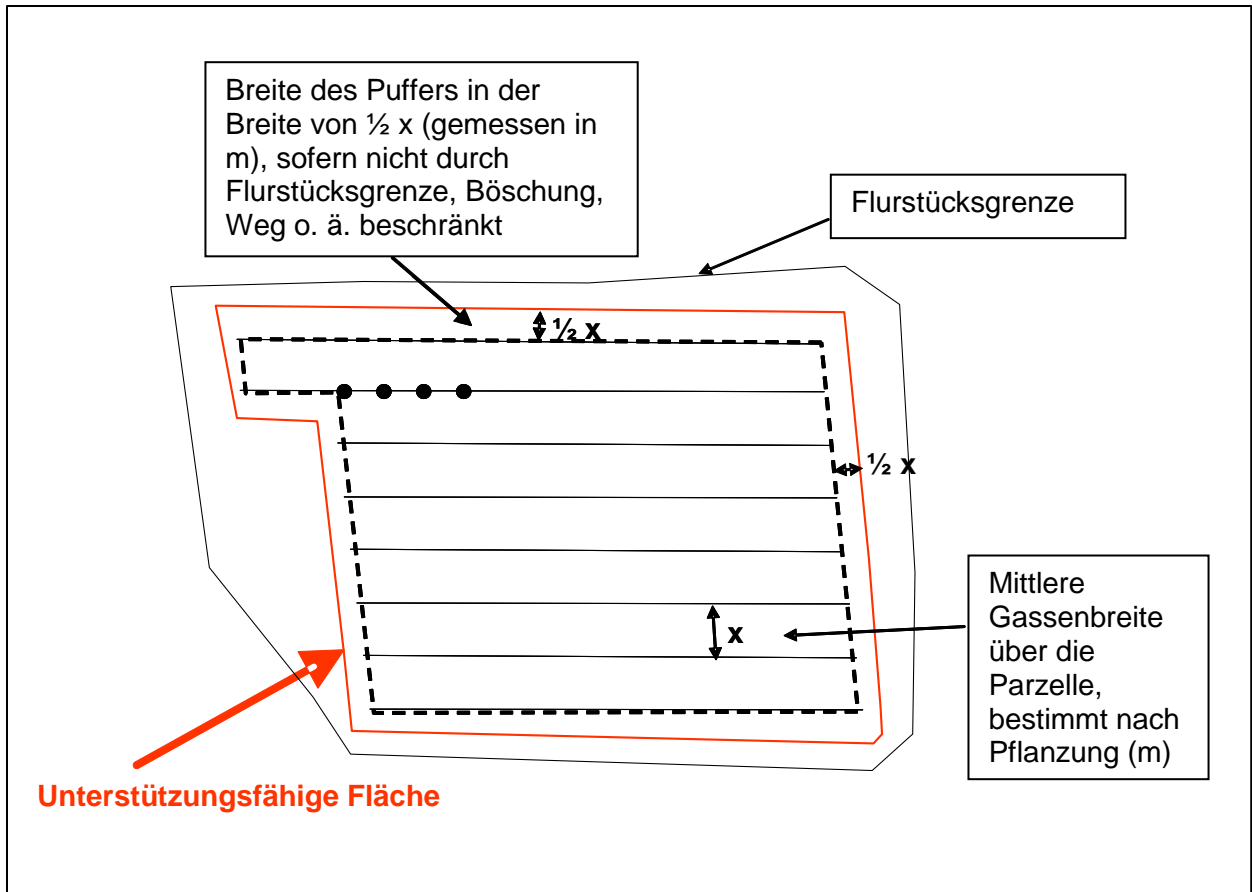 Breite des Puffers in der
Breite von ½ x (gemessen in
m), sofern nicht durch
Flurstücksgrenze, Böschung,
Weg o. ä. beschränkt
Flurstücksgrenze
½ x
½ x
Mittlere
Gassenbreite
über die
Parzelle,
bestimmt nach
Pflanzung (m)
x
Unterstützungsfähige Fläche